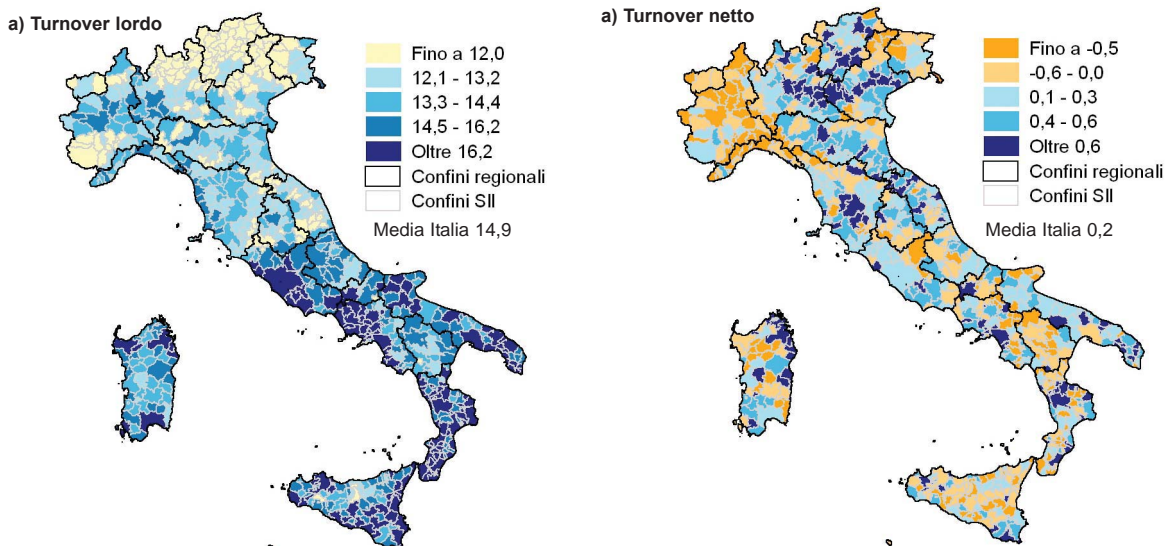 a) Turnover lordo
Fino a 12,0
12,1 - 13,2
13,3 - 14,4
14,5 - 16,2
Oltre 16,2
Confini regionali
Confini Sll
Media Italia 14,9
a) Turnover netto
Fino a -0,5
-0,6 - 0,0
0,1 - 0,3
0,4 - 0,6
Oltre 0,6
Confini regionali
Confini Sll
Media Italia 0,2